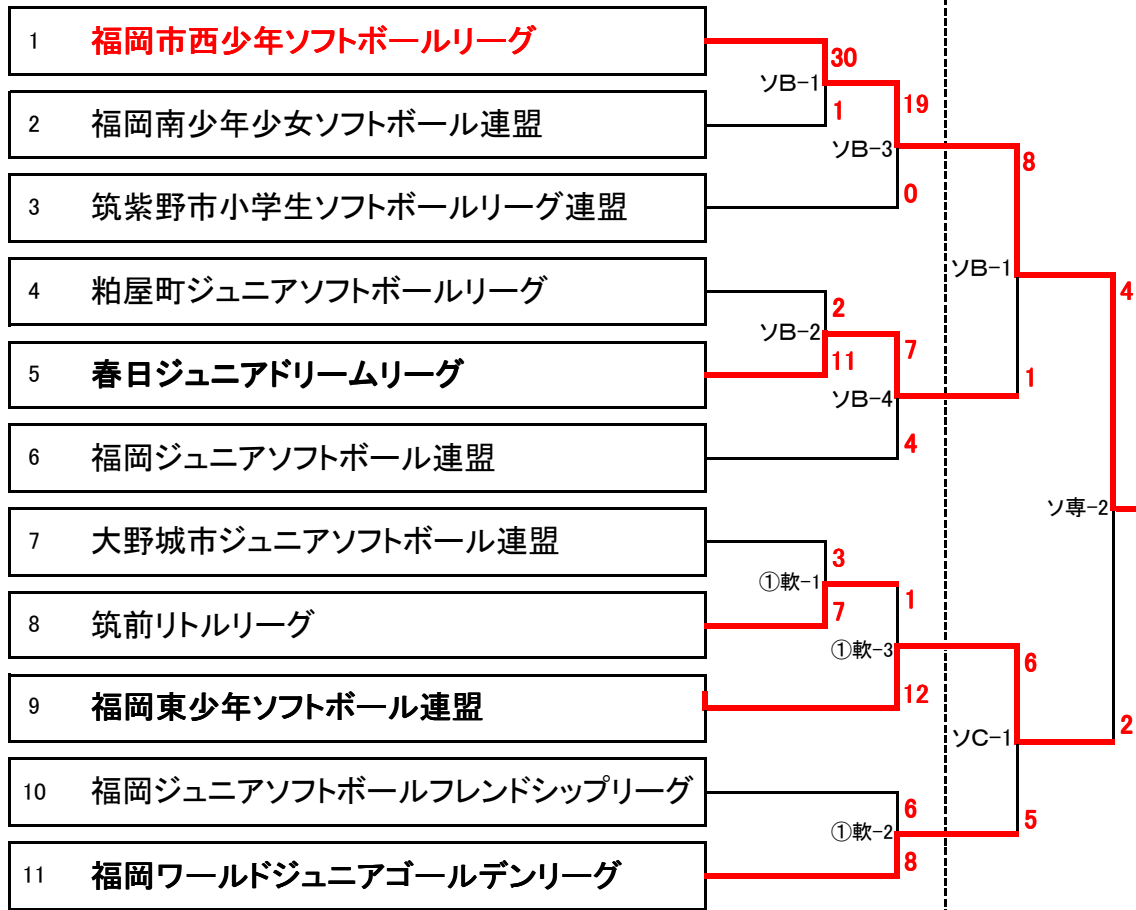 1 福岡市西少年ソフトボールリーグ
30
ソB-1
1
19
2 福岡南少年少女ソフトボール連盟
ソB-3
8
3 筑紫野市小学生ソフトボールリーグ連盟
0
ソB-1
4 粕屋町ジュニアソフトボールリーグ
2
4
ソB-2
7
5 春日ジュニアドリームリーグ
11
1
ソB-4
6 福岡ジュニアソフトボール連盟
4
ソ専-2
7 大野城市ジュニアソフトボール連盟
3
①軟-1
1
8 筑前リトルリーグ
7
①軟-3
6
9 福岡東少年ソフトボール連盟
12
2
ソC-1
10 福岡ジュニアソフトボールフレンドシップリーグ
6
5
①軟-2
11 福岡ワールドジュニアゴールデンリーグ
8